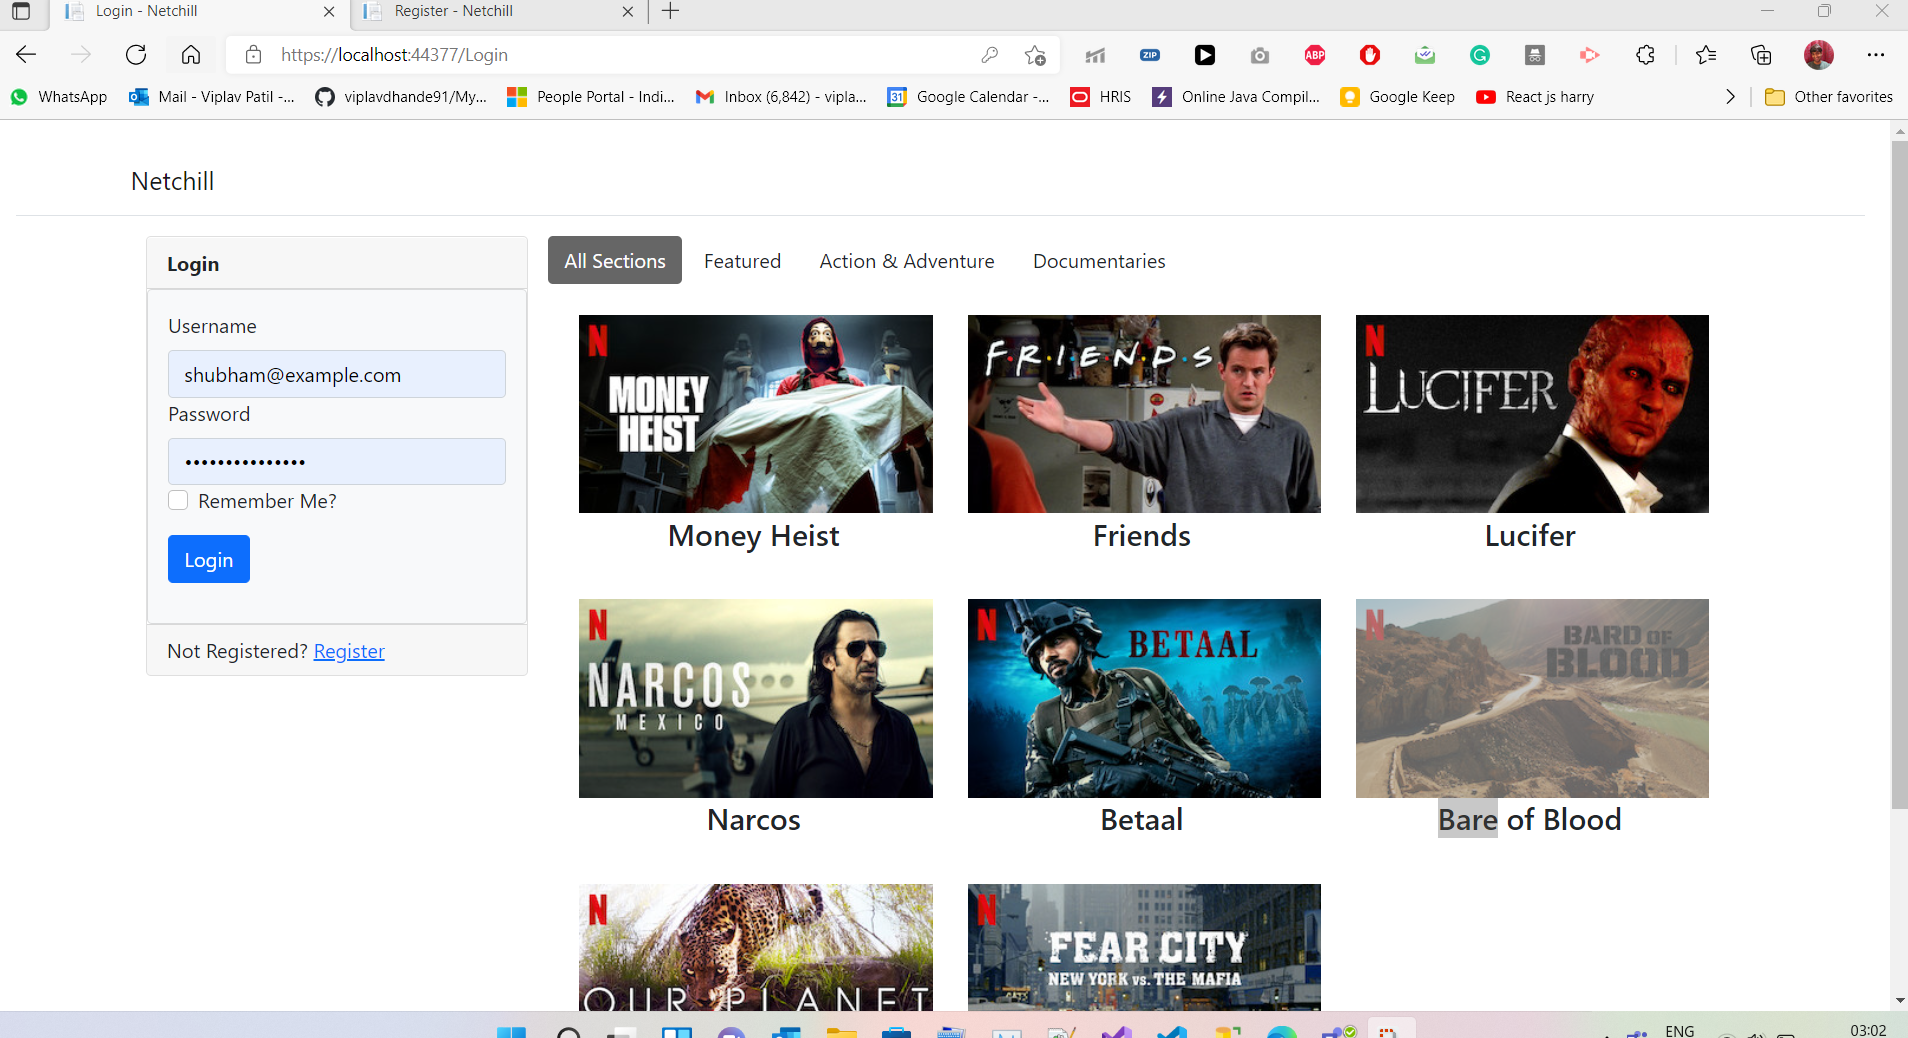 Login - Netchill
Register - Netchill
https://localhost:44377/Login
ZIP
ABP
WhatsApp
Mail - Viplav Patil -...
viplavdhande91/My...
People Portal - Indi...
Inbox (6,842) - vipla...
31
Google Calendar -...
HRIS
Online Java Compil...
Google Keep
React js harry
Other favorites
Netchill
Login
Username
shubham@example.com
Password
Remember Me?
Login
Not Registered? Register
All Sections
Featured
Action & Adventure
Documentaries
N
MONEY
HEIST
Money Heist
F·R·I·E·N·D·S
Friends
N
LUCIFER
Lucifer
N
NARCOS
MEXICO
Narcos
N
BETAAL
Betaal
N
BARD OF
BLOOD
Bare of Blood
N
OUR PLANET
N
FEAR CITY
NEW YORK vs. THE MAFIA
CATS
ENG
03:02